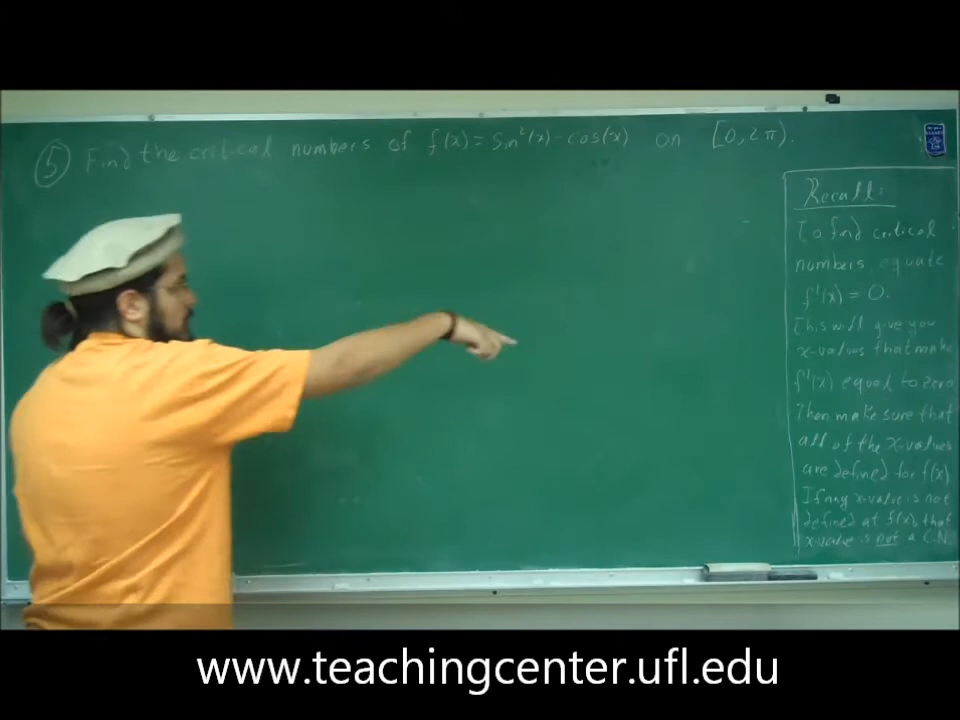 5 Find the critical numbers of f(x) = Sin²(x) - cos(x) on [0, 2π).
Recall:
To find critical
numbers, equate
f'(x) = 0.
This will give you
x-values that make
f'(x) equal to zero
Then make sure that
all of the x-values
are defined for f(x)
If any x-value is not
defined at f(x), that
x-value is not a C.N.
www.teachingcenter.ufl.edu